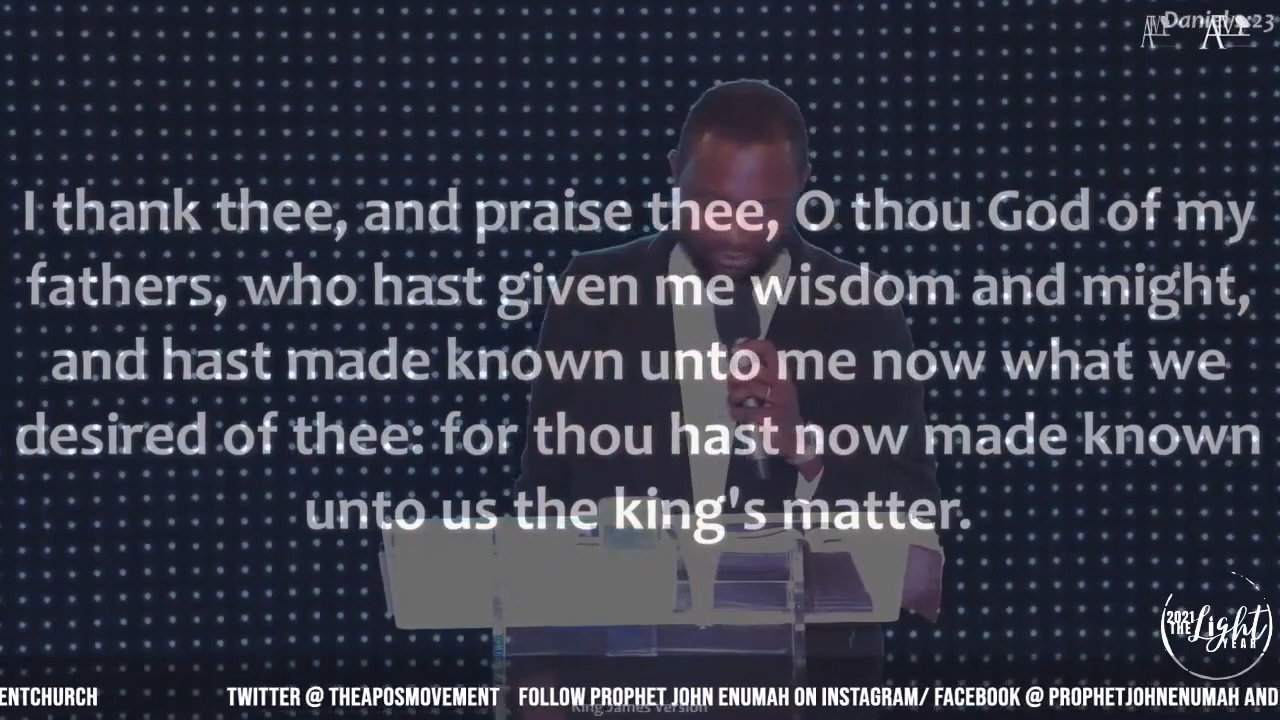 Daniel 2:23
I thank thee, and praise thee, O thou God of my
fathers, who hast given me wisdom and might,
and hast made known unto me now what we
desired of thee: for thou hast now made known
unto us the king's matter.
2021
THE Light
YEAR
ENTCHURCH TWITTER @ THEAPOSMOVEMENT FOLLOW PROPHET JOHN ENUMAH ON INSTAGRAM/ FACEBOOK @ PROPHETJOHNENUMAH AND
King James Version